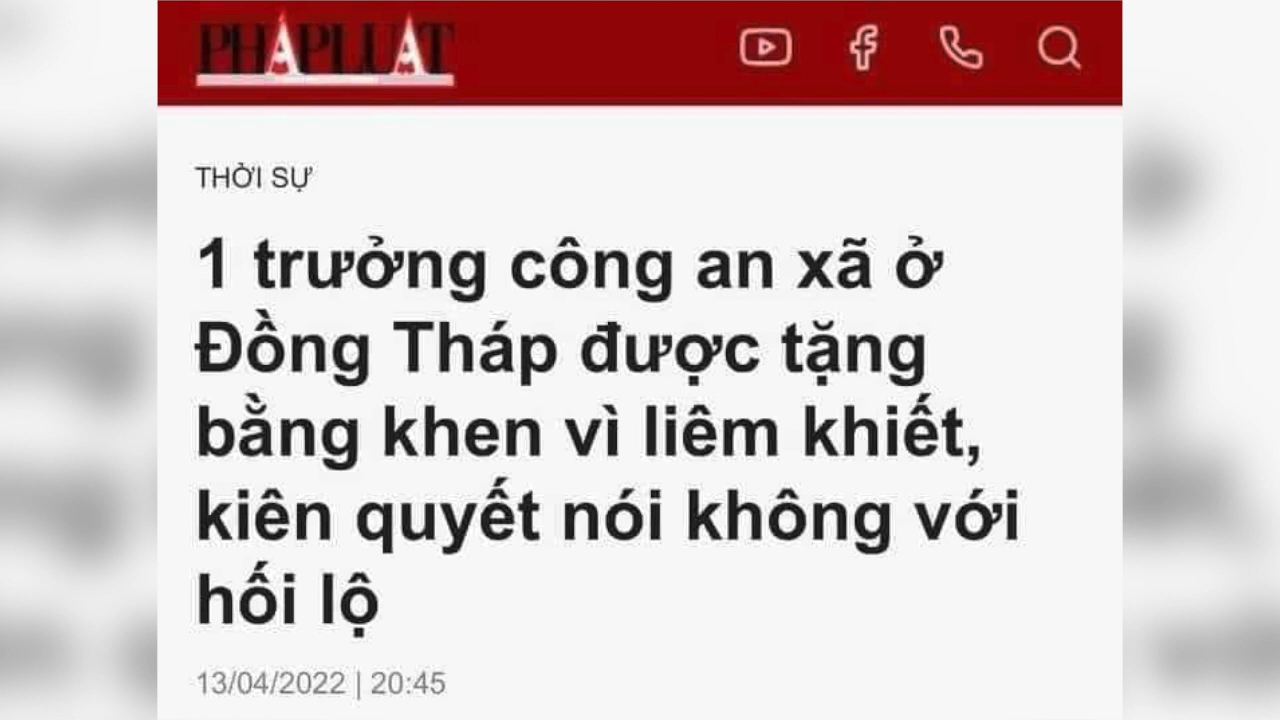 PHÁPLUẬT
THỜI SỰ
1 trưởng công an xã ở
Đồng Tháp được tặng
bằng khen vì liêm khiết,
kiên quyết nói không với
hối lộ
13/04/2022 | 20:45